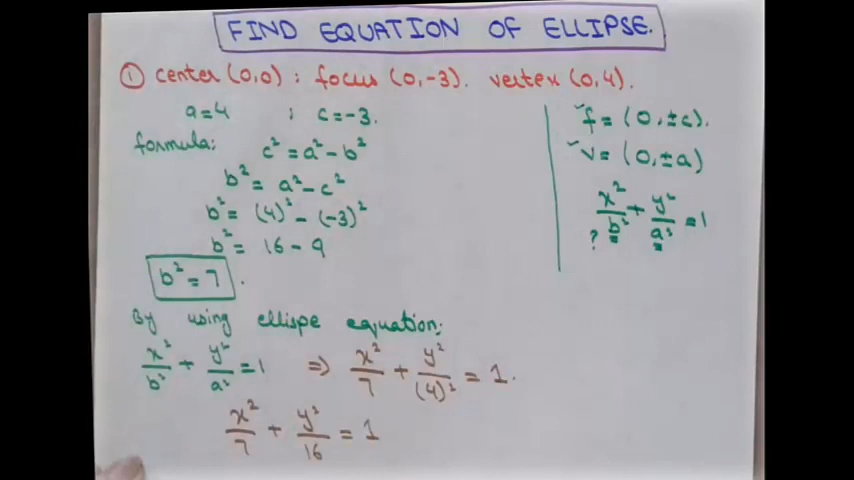 FIND EQUATION OF ELLIPSE.
① center (0,0) : focus (0,-3). vertex (0,4).
a=4 ; c=-3.
formula:
c² = a² - b²
b² = a² - c²
b² = (4)² - (-3)²
b² = 16 - 9
b² = 7.
✓f = (0, ±c).
✓v = (0, ±a)
x²/b² + y²/a² = 1
?
By using ellispe equation:
x²/b² + y²/a² = 1 ⇒ x²/7 + y²/(4)² = 1.
x²/7 + y²/16 = 1